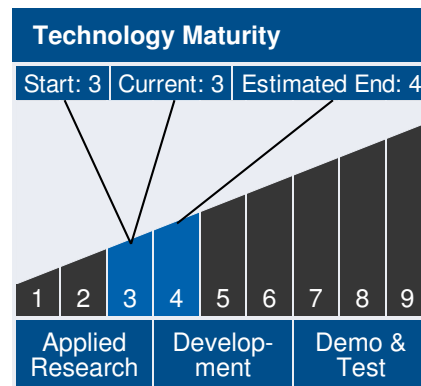 Technology Maturity
Start: 3 Current: 3 Estimated End: 4
1 2 3 4 5 6 7 8 9
Applied Research
Develop-ment
Demo & Test